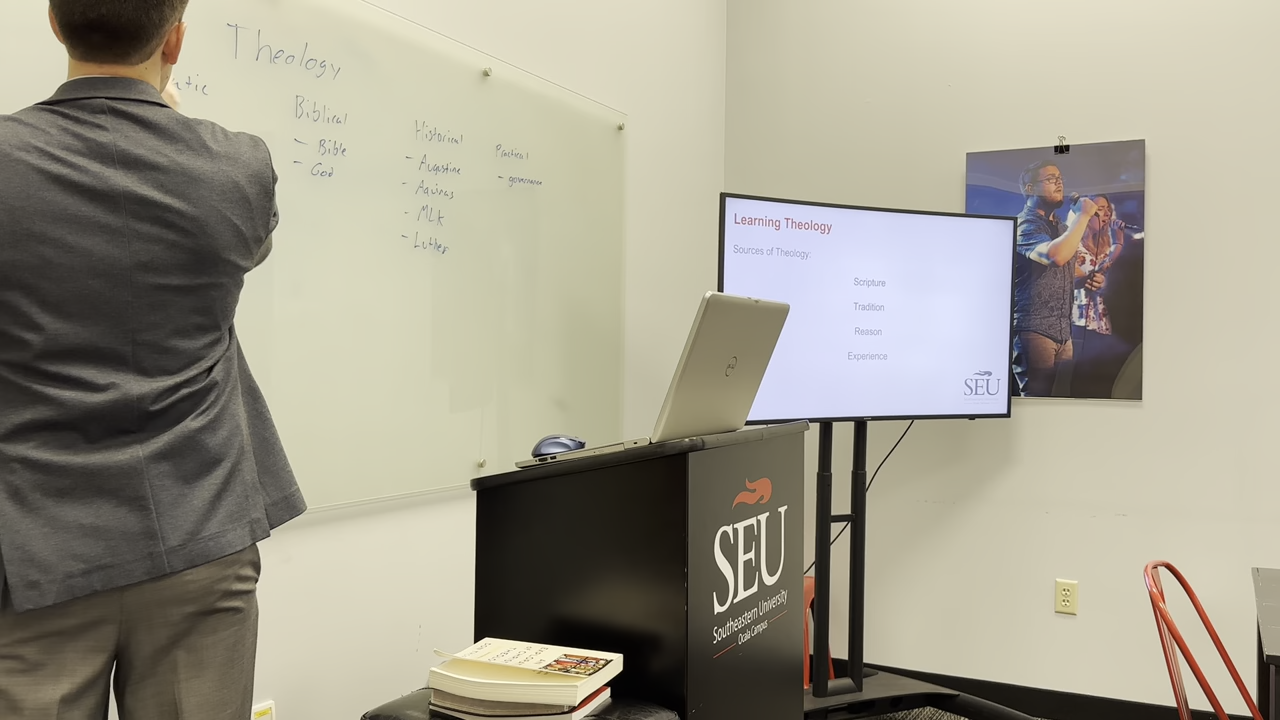 Theology
Biblical
- Bible
- God
Historical
- Augustine
- Aquinas
- MLK
- Luther
Practical
- governance
Learning Theology
Sources of Theology:
Scripture
Tradition
Reason
Experience
SEU
SEU
Southeastern University
Ocala Campus